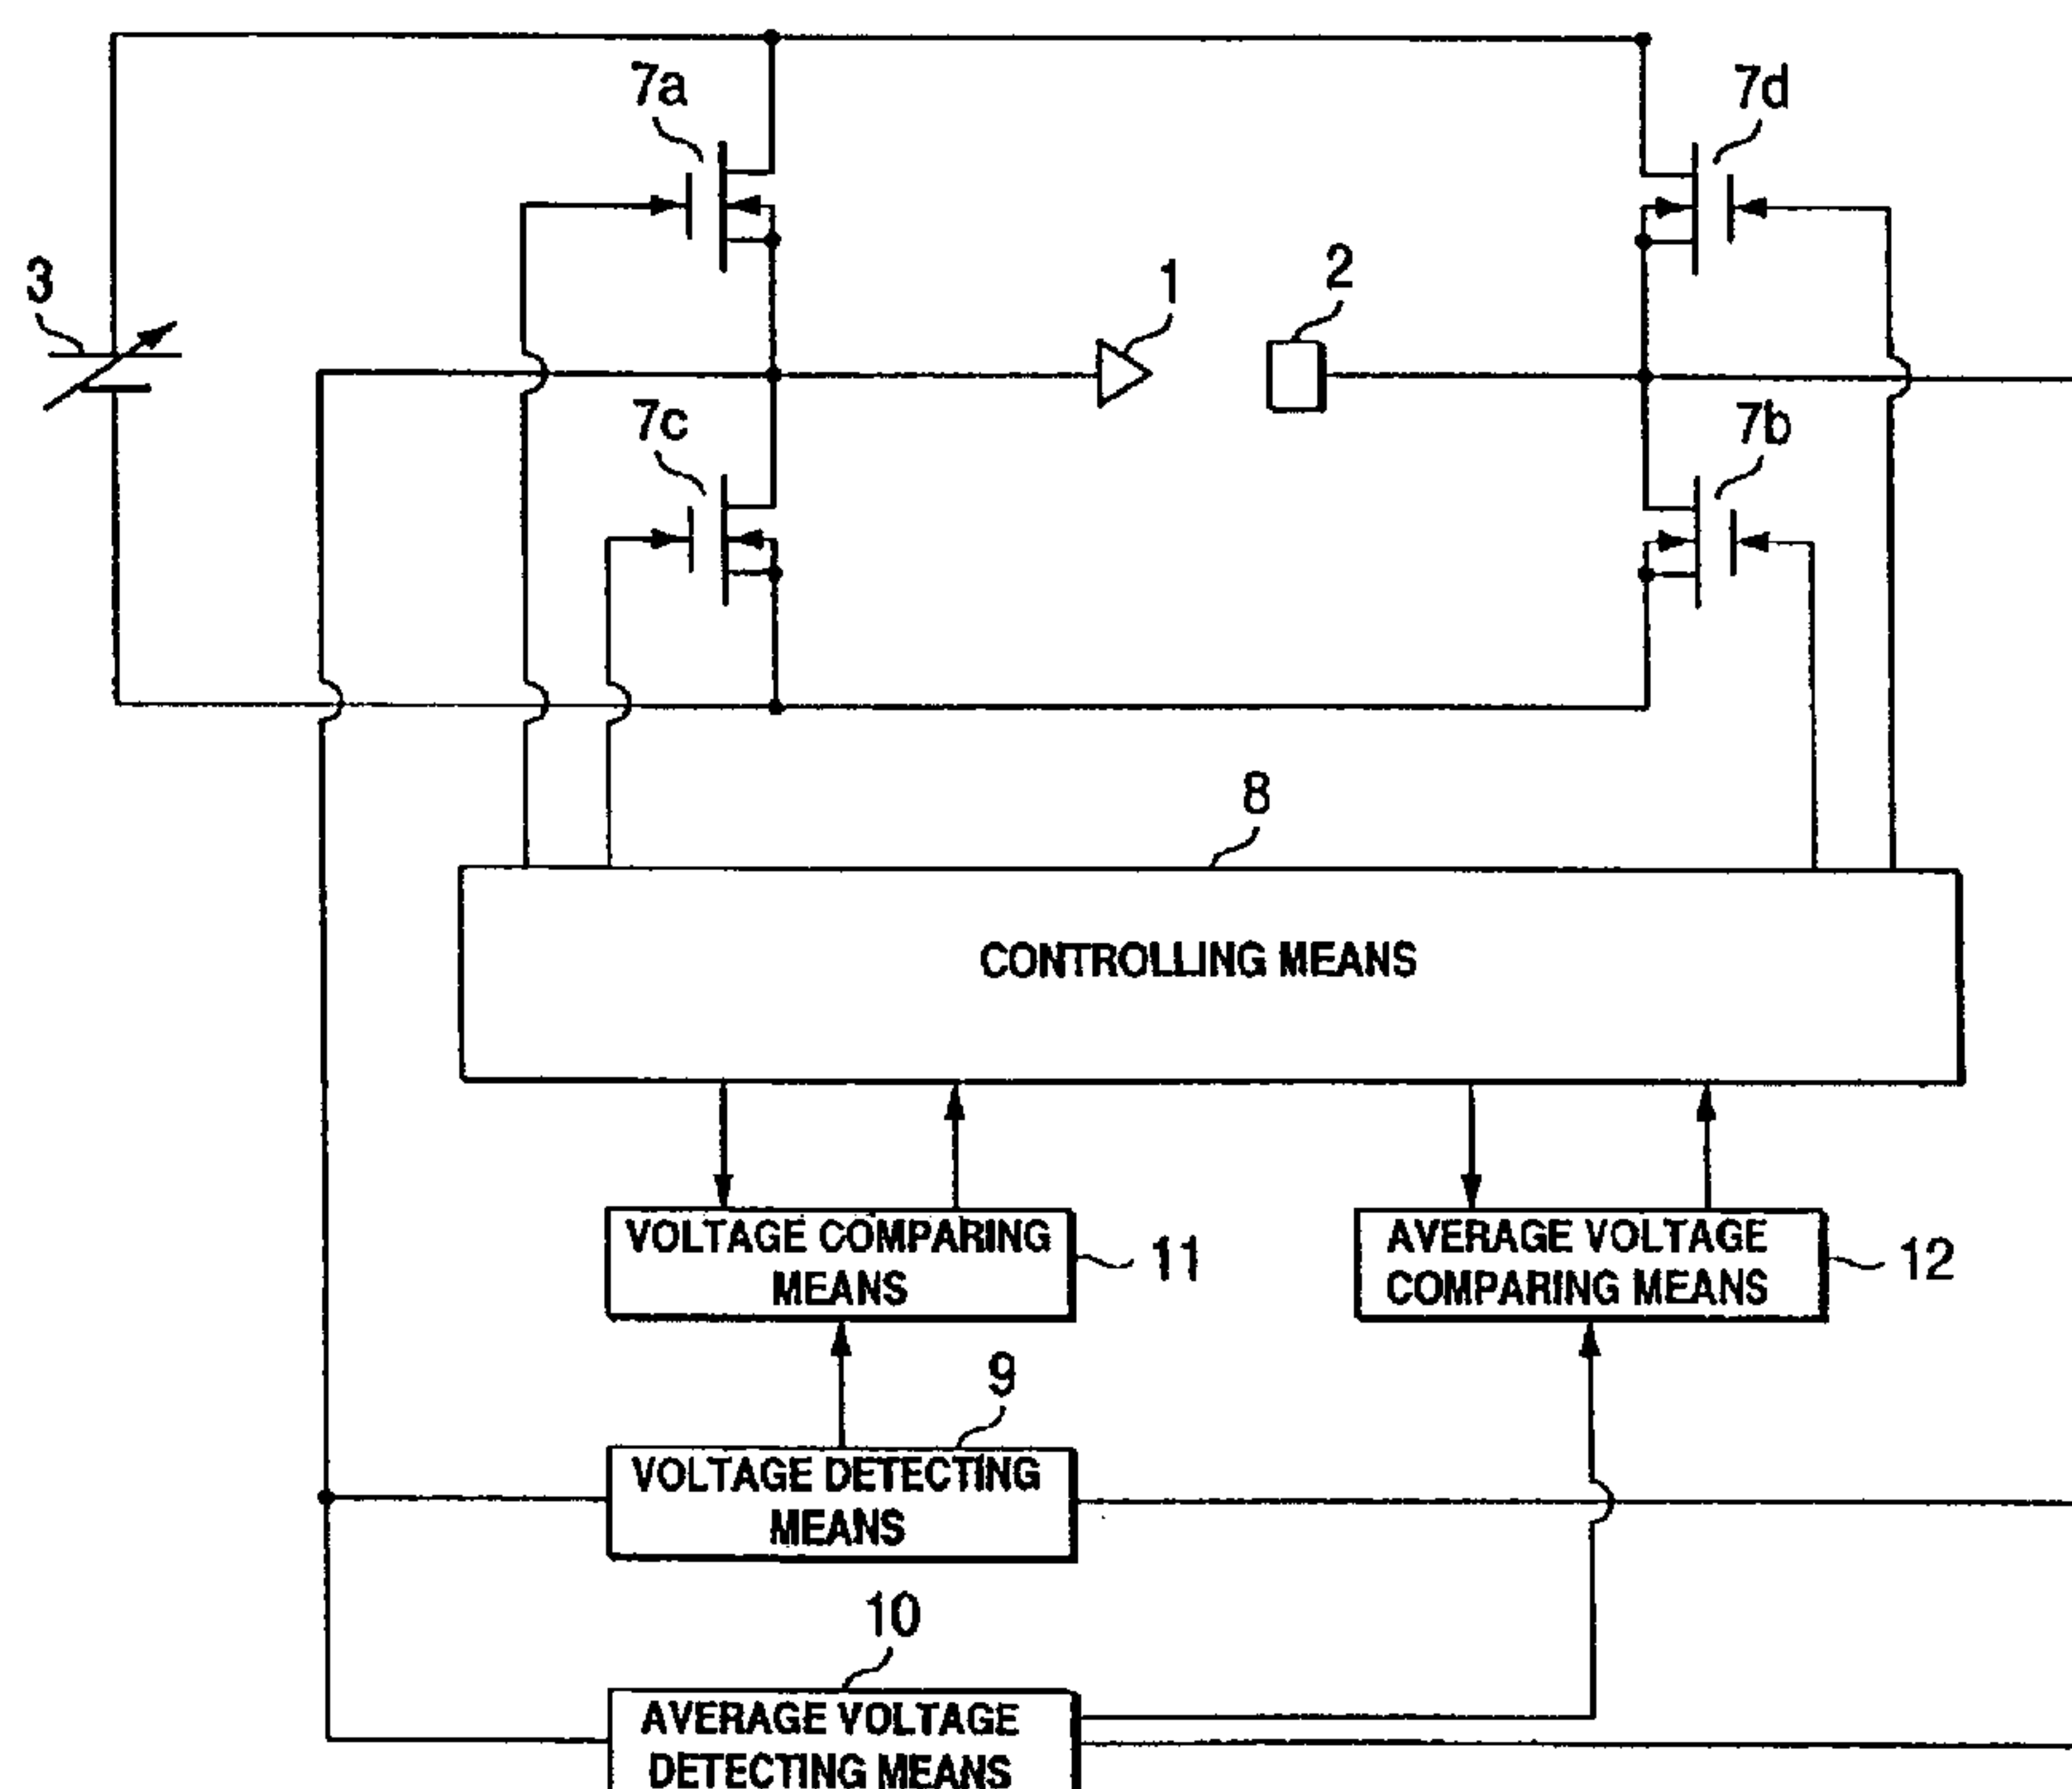 7a
7d
3
1
2
7c
7b
8
CONTROLLING MEANS
VOLTAGE COMPARING
MEANS
11
AVERAGE VOLTAGE
COMPARING MEANS
12
9
VOLTAGE DETECTING
MEANS
10
AVERAGE VOLTAGE
DETECTING MEANS